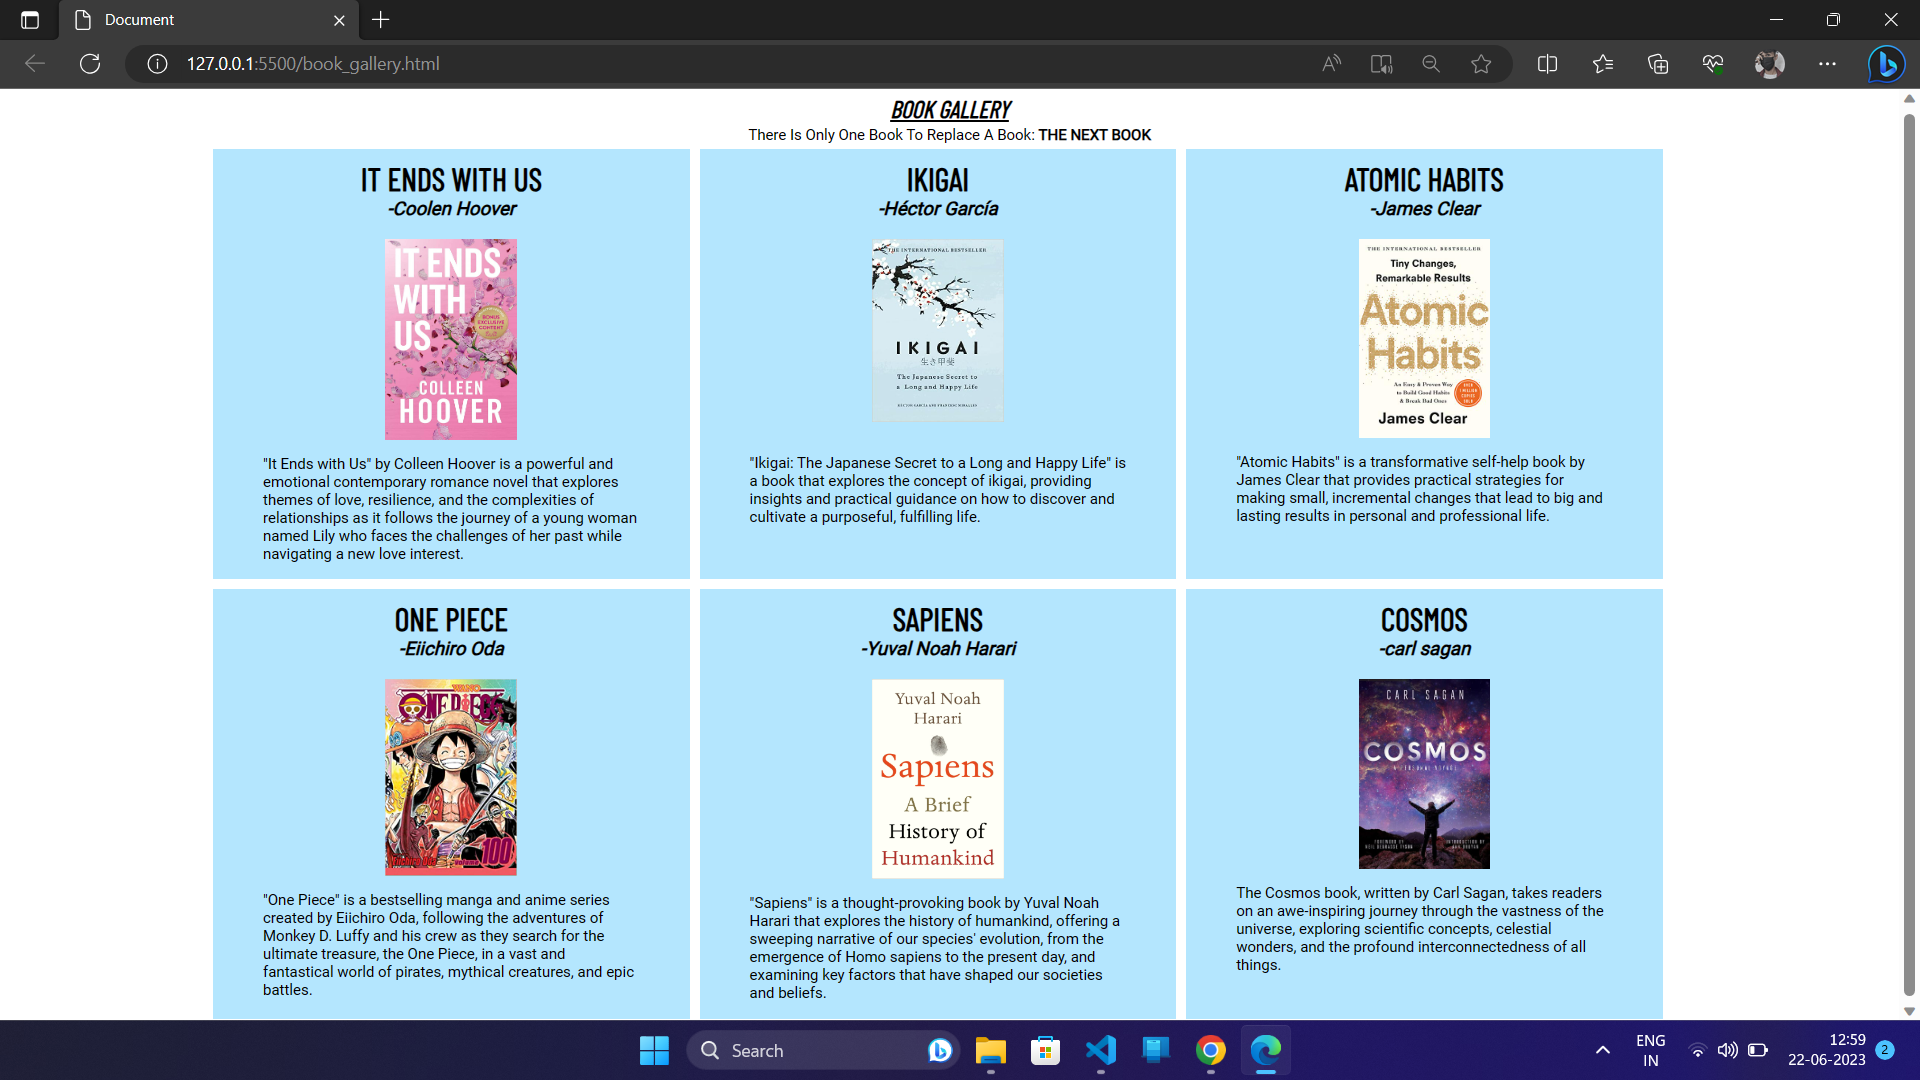 Document
127.0.0.1:5500/book_gallery.html
BOOK GALLERY
There Is Only One Book To Replace A Book: THE NEXT BOOK
IT ENDS WITH US
-Coolen Hoover
IT ENDS
WITH
US
BONUS
EXCLUSIVE
CONTENT
COLLEEN
HOOVER
"It Ends with Us" by Colleen Hoover is a powerful and
emotional contemporary romance novel that explores
themes of love, resilience, and the complexities of
relationships as it follows the journey of a young woman
named Lily who faces the challenges of her past while
navigating a new love interest.
IKIGAI
-Héctor García
THE INTERNATIONAL BESTSELLER
IKIGAI
生き甲斐
The Japanese Secret to
a Long and Happy Life
HÉCTOR GARCÍA AND FRANCESC MIRALLES
"Ikigai: The Japanese Secret to a Long and Happy Life" is
a book that explores the concept of ikigai, providing
insights and practical guidance on how to discover and
cultivate a purposeful, fulfilling life.
ATOMIC HABITS
-James Clear
THE INTERNATIONAL BESTSELLER
Tiny Changes,
Remarkable Results
Atomic
Habits
An Easy & Proven Way
to Build Good Habits
& Break Bad Ones
James Clear
"Atomic Habits" is a transformative self-help book by
James Clear that provides practical strategies for
making small, incremental changes that lead to big and
lasting results in personal and professional life.
ONE PIECE
-Eiichiro Oda
ONE PIECE
Eiichiro Oda
Volume 100
"One Piece" is a bestselling manga and anime series
created by Eiichiro Oda, following the adventures of
Monkey D. Luffy and his crew as they search for the
ultimate treasure, the One Piece, in a vast and
fantastical world of pirates, mythical creatures, and epic
battles.
SAPIENS
-Yuval Noah Harari
Yuval Noah
Harari
Sapiens
A Brief
History of
Humankind
"Sapiens" is a thought-provoking book by Yuval Noah
Harari that explores the history of humankind, offering a
sweeping narrative of our species' evolution, from the
emergence of Homo sapiens to the present day, and
examining key factors that have shaped our societies
and beliefs.
COSMOS
-carl sagan
CARL SAGAN
COSMOS
The Cosmos book, written by Carl Sagan, takes readers
on an awe-inspiring journey through the vastness of the
universe, exploring scientific concepts, celestial
wonders, and the profound interconnectedness of all
things.
Search
ENG
IN
12:59
22-06-2023
2